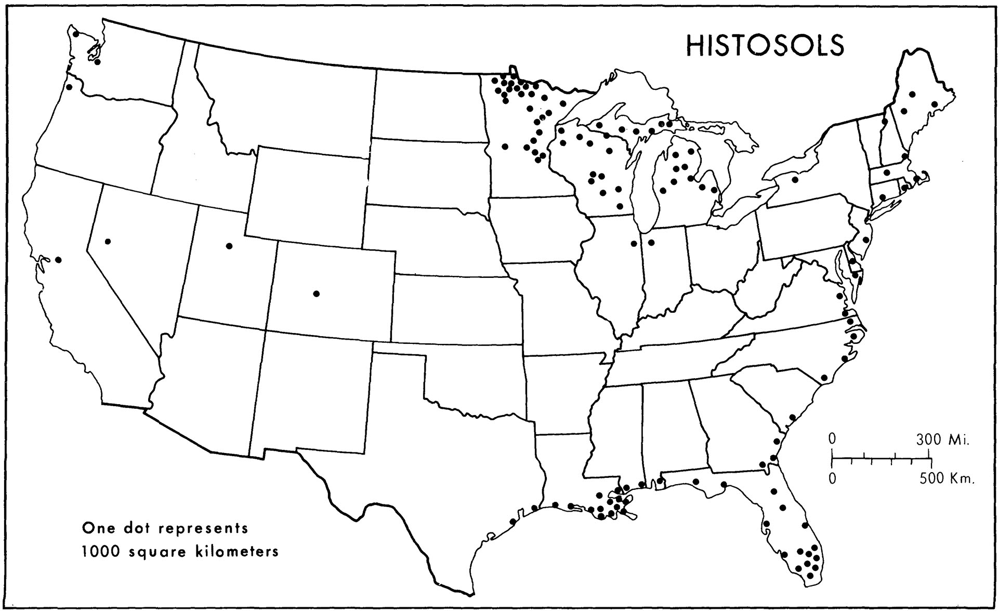 HISTOSOLS
0 300 Mi.
0 500 Km.
One dot represents
1000 square kilometers